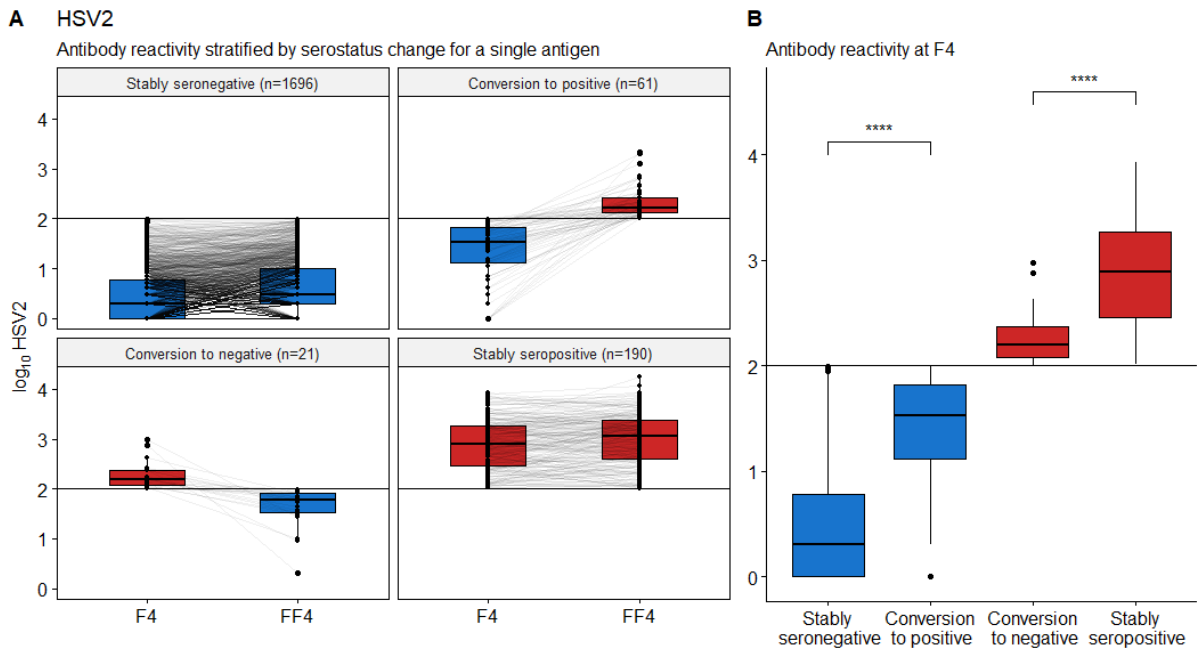 A HSV2
Antibody reactivity stratified by serostatus change for a single antigen
Stably seronegative (n=1696)
Conversion to positive (n=61)
4
3
2
1
0
Conversion to negative (n=21)
Stably seropositive (n=190)
4
3
2
1
0
log10 HSV2
F4 FF4 F4 FF4
B
Antibody reactivity at F4
****
****
4
3
2
1
0
Stably
seronegative
Conversion
to positive
Conversion
to negative
Stably
seropositive